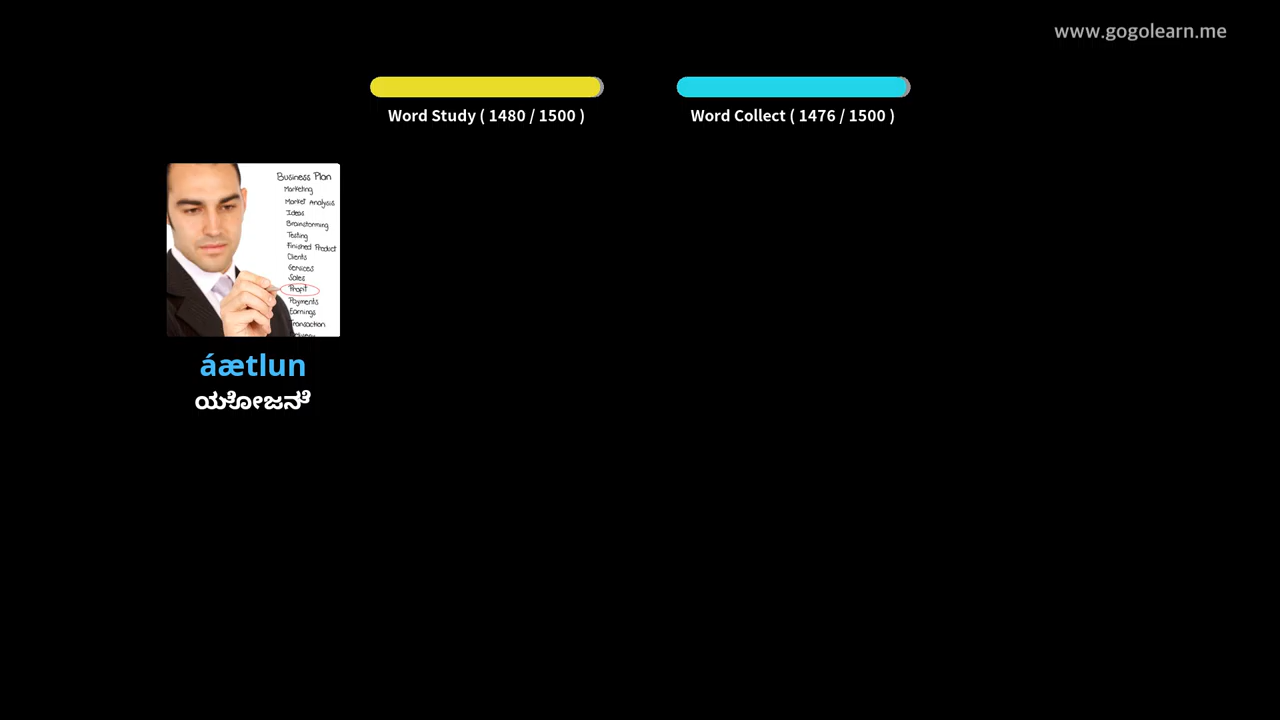 www.gogolearn.me
Word Study ( 1480 / 1500 )
Word Collect ( 1476 / 1500 )
Business Plan
Marketing
Market Analysis
Ideas
Brainstorming
Testing
Finished Product
Clients
Services
Sales
Profit
Payments
Earnings
Transaction
Delivery
áætlun
ಯೋಜನೆ